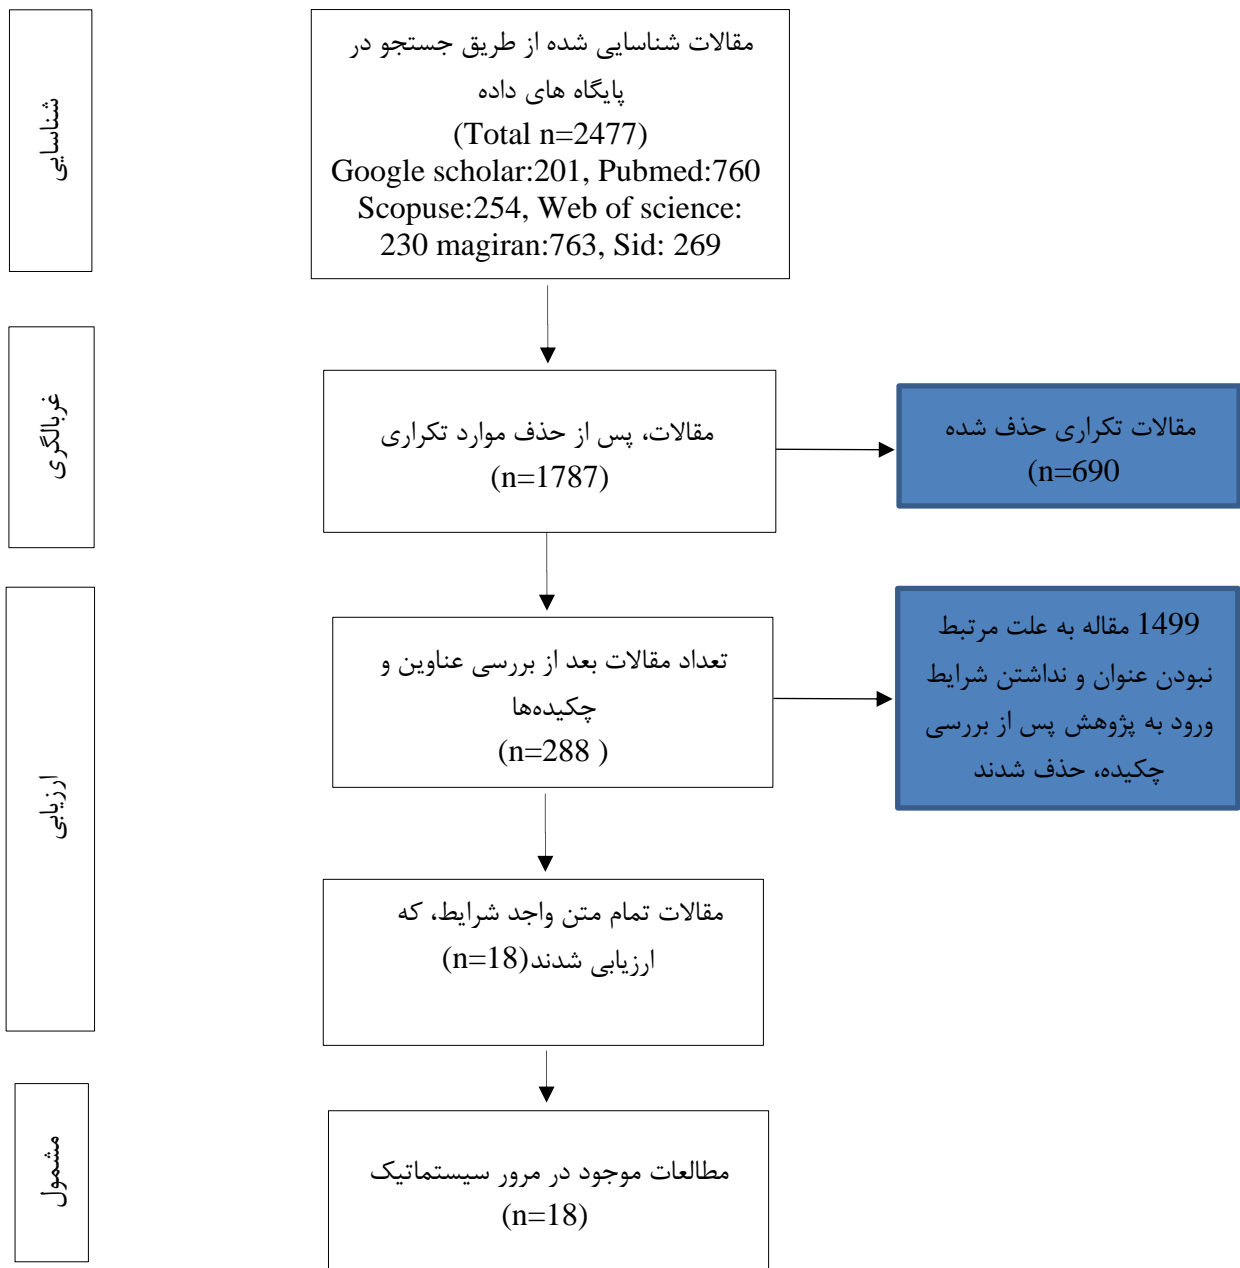 شناسایی
مقالات شناسایی شده از طریق جستجو در
پایگاه های داده
(Total n=2477)
Google scholar:201, Pubmed:760
Scopuse:254, Web of science:
230 magiran:763, Sid: 269
غربالگری
مقالات، پس از حذف موارد تکراری
(n=1787)
مقالات تکراری حذف شده
(n=690
ارزیابی
تعداد مقالات بعد از بررسی عناوین و
چکیده‌ها
(n=288 )
1499 مقاله به علت مرتبط
نبودن عنوان و نداشتن شرایط
ورود به پژوهش پس از بررسی
چکیده، حذف شدند
مقالات تمام متن واجد شرایط، که
ارزیابی شدند(n=18)
مشمول
مطالعات موجود در مرور سیستماتیک
(n=18)